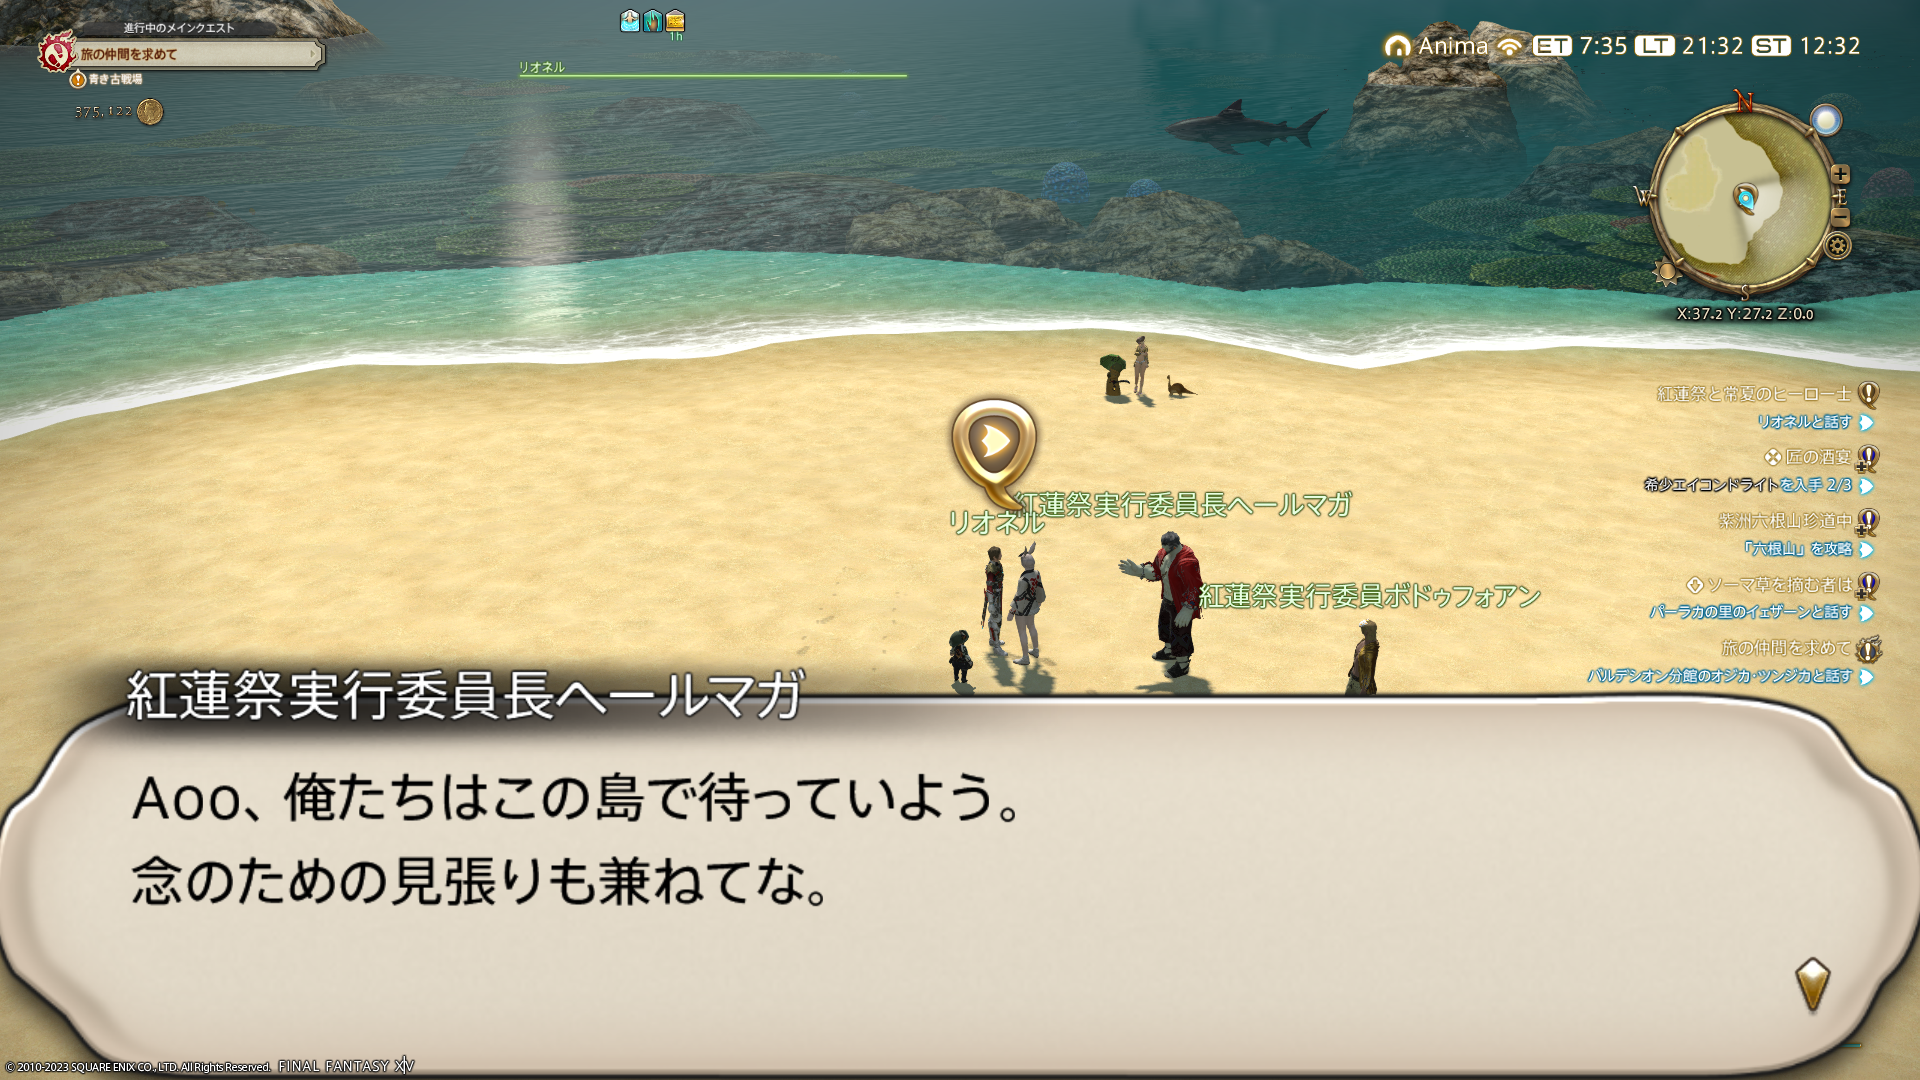 進行中のメインクエスト
旅の仲間を求めて
青き古戦場
375,122
1h
リオネル
Anima ET 7:35 LT 21:32 ST 12:32
N
W
E
S
X:37.2 Y:27.2 Z:0.0
紅蓮祭と常夏のヒーロー士
リオネルと話す
匠の酒宴
希少エイコンドライトを入手 2/3
紫洲六根山珍道中
「六根山」を攻略
ソーマ草を摘む者は
パーラカの里のイェザーンと話す
旅の仲間を求めて
バルデシオン分館のオジカ・ツンジカと話す
紅蓮祭実行委員長ヘールマガ
リオネル
紅蓮祭実行委員ボドゥフォアン
紅蓮祭実行委員長ヘールマガ
Aoo、俺たちはこの島で待っていよう。
念のための見張りも兼ねてな。
© 2010-2023 SQUARE ENIX CO., LTD. All Rights Reserved. FINAL FANTASY XIV